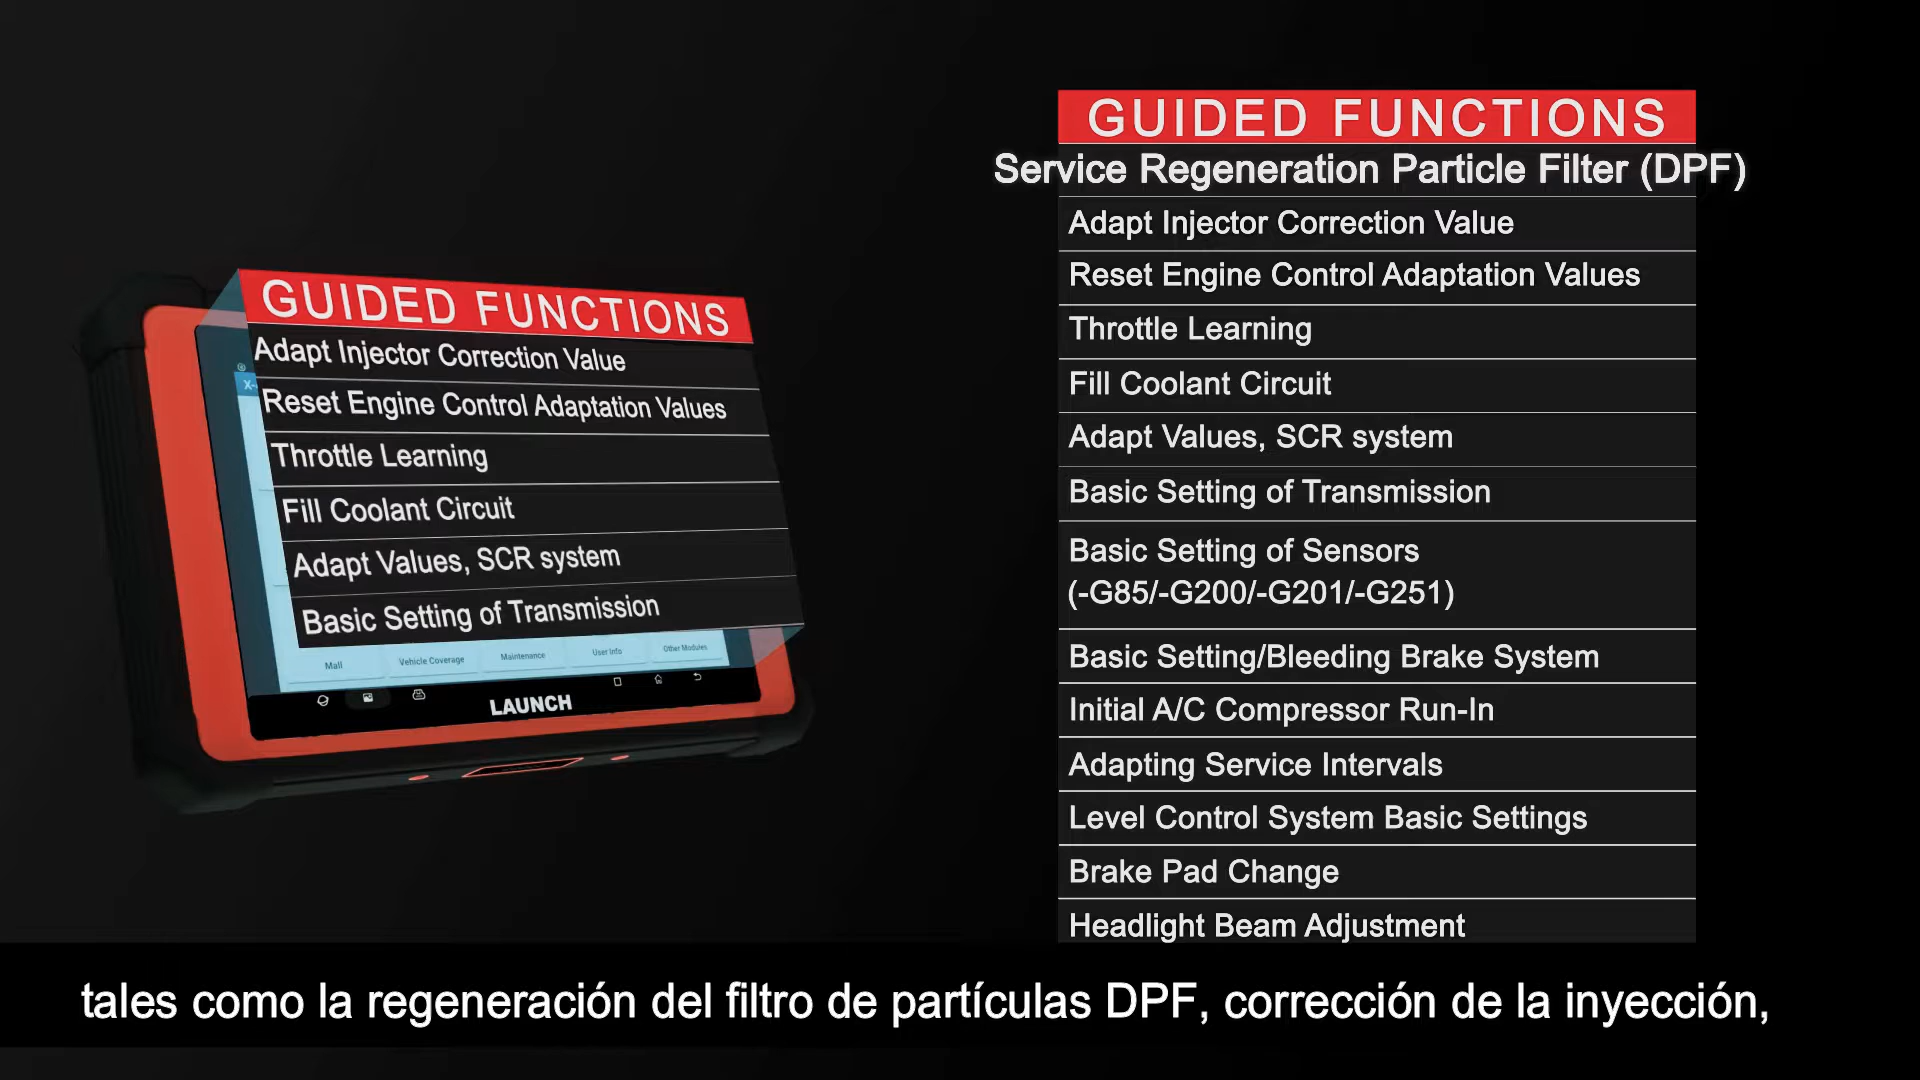 GUIDED FUNCTIONS
Adapt Injector Correction Value
Reset Engine Control Adaptation Values
Throttle Learning
Fill Coolant Circuit
Adapt Values, SCR system
Basic Setting of Transmission
Mall
Vehicle Coverage
Maintenance
User Info
Other Modules
LAUNCH
GUIDED FUNCTIONS
Service Regeneration Particle Filter (DPF)
Adapt Injector Correction Value
Reset Engine Control Adaptation Values
Throttle Learning
Fill Coolant Circuit
Adapt Values, SCR system
Basic Setting of Transmission
Basic Setting of Sensors
(-G85/-G200/-G201/-G251)
Basic Setting/Bleeding Brake System
Initial A/C Compressor Run-In
Adapting Service Intervals
Level Control System Basic Settings
Brake Pad Change
Headlight Beam Adjustment
tales como la regeneración del filtro de partículas DPF, corrección de la inyección,